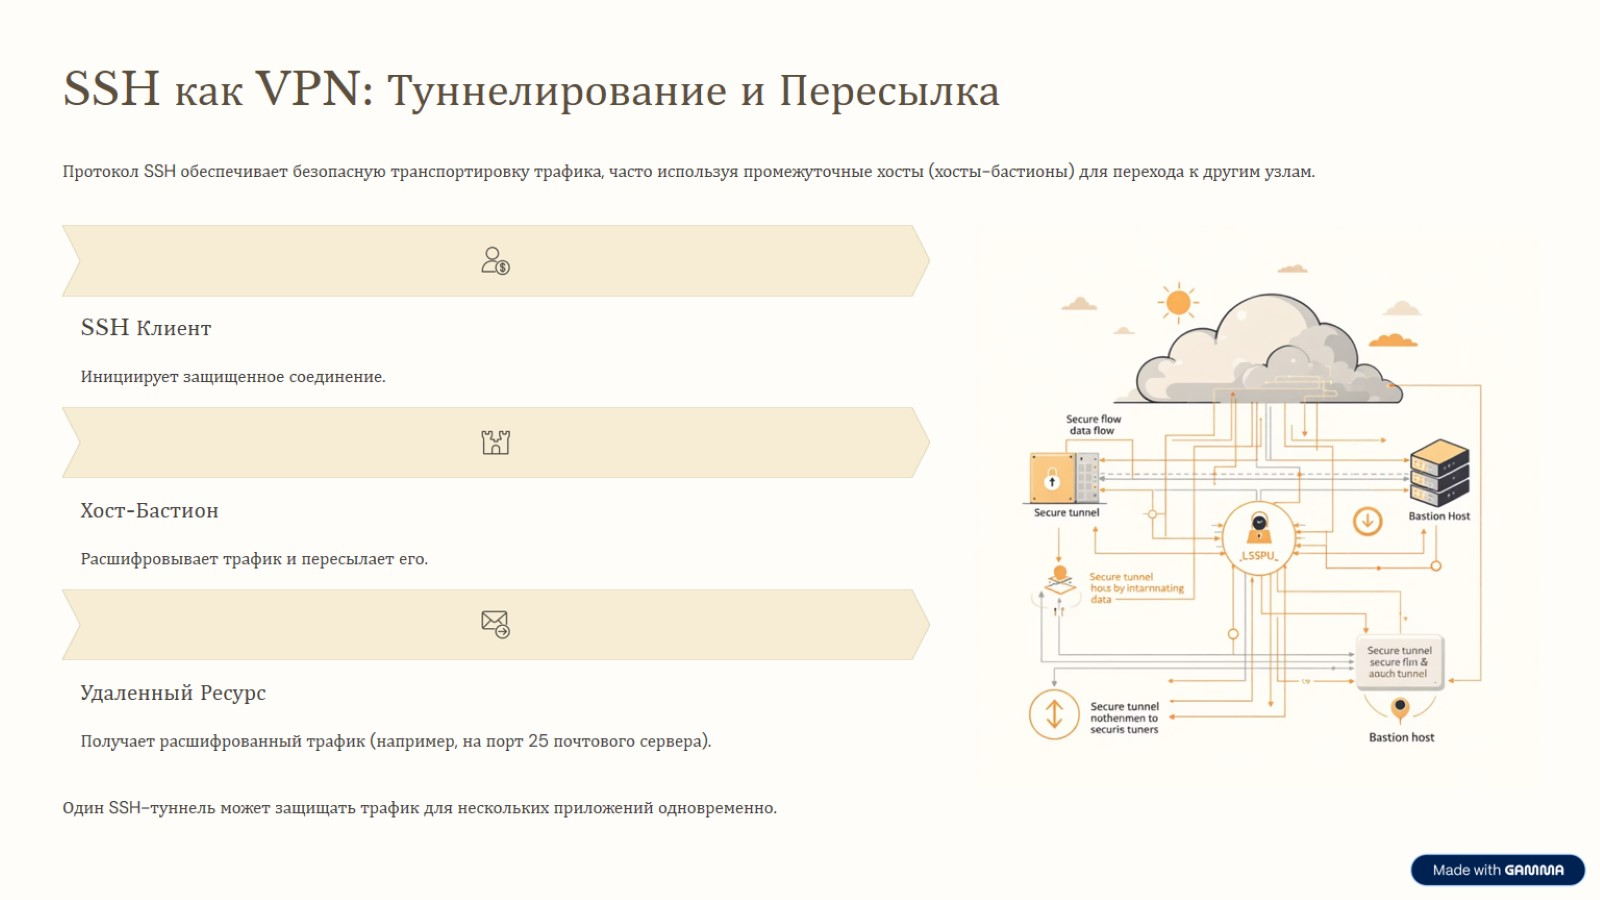 SSH как VPN: Туннелирование и Пересылка
Протокол SSH обеспечивает безопасную транспортировку трафика, часто используя промежуточные хосты (хосты-бастионы) для перехода к другим узлам.
SSH Клиент
Инициирует защищенное соединение.
Хост-Бастион
Расшифровывает трафик и пересылает его.
Удаленный Ресурс
Получает расшифрованный трафик (например, на порт 25 почтового сервера).
Один SSH-туннель может защищать трафик для нескольких приложений одновременно.
Secure flow
data flow
Secure tunnel
Bastion Host
LSSPU
Secure tunnel
hous by intarnnating
data
Secure tunnel
secure flm &
aouch tunnel
Secure tunnel
nothenmen to
securis tuners
Bastion host
Made with GAMMA